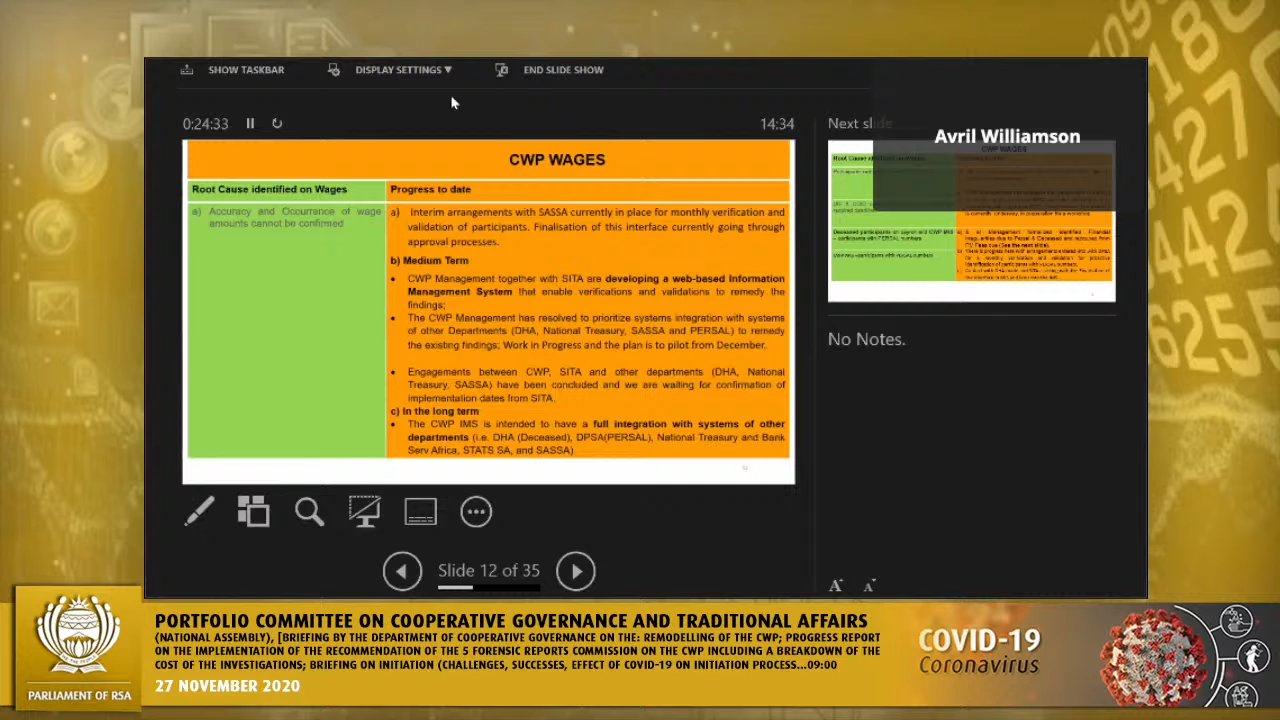 SHOW TASKBAR
DISPLAY SETTINGS ▼
END SLIDE SHOW
0:24:33
14:34
CWP WAGES
Root Cause identified on Wages
Progress to date
a) Accuracy and Occurrence of wage
amounts cannot be confirmed
a) Interim arrangements with SASSA currently in place for monthly verification and
validation of participants. Finalisation of this interface currently going through
approval processes.
b) Medium Term
• CWP Management together with SITA are developing a web-based Information
Management System that enable verifications and validations to remedy the
findings;
• The CWP Management has resolved to prioritize systems integration with systems
of other Departments (DHA, National Treasury, SASSA and PERSAL) to remedy
the existing findings; Work in Progress and the plan is to pilot from December.
• Engagements between CWP, SITA and other departments (DHA, National
Treasury, SASSA) have been concluded and we are waiting for confirmation of
implementation dates from SITA.
c) In the long term
• The CWP IMS is intended to have a full integration with systems of other
departments (i.e. DHA (Deceased), DPSA(PERSAL), National Treasury and Bank
Serv Africa, STATS SA, and SASSA)
Slide 12 of 35
Next slide
Avril Williamson
CWP WAGES
No Notes.
A A
PARLIAMENT OF RSA
PORTFOLIO COMMITTEE ON COOPERATIVE GOVERNANCE AND TRADITIONAL AFFAIRS
(NATIONAL ASSEMBLY), [BRIEFING BY THE DEPARTMENT OF COOPERATIVE GOVERNANCE ON THE: REMODELLING OF THE CWP; PROGRESS REPORT
ON THE IMPLEMENTATION OF THE RECOMMENDATION OF THE 5 FORENSIC REPORTS COMMISSION ON THE CWP INCLUDING A BREAKDOWN OF THE
COST OF THE INVESTIGATIONS; BRIEFING ON INITIATION (CHALLENGES, SUCCESSES, EFFECT OF COVID-19 ON INITIATION PROCESS...09:00
27 NOVEMBER 2020
COVID-19
Coronavirus